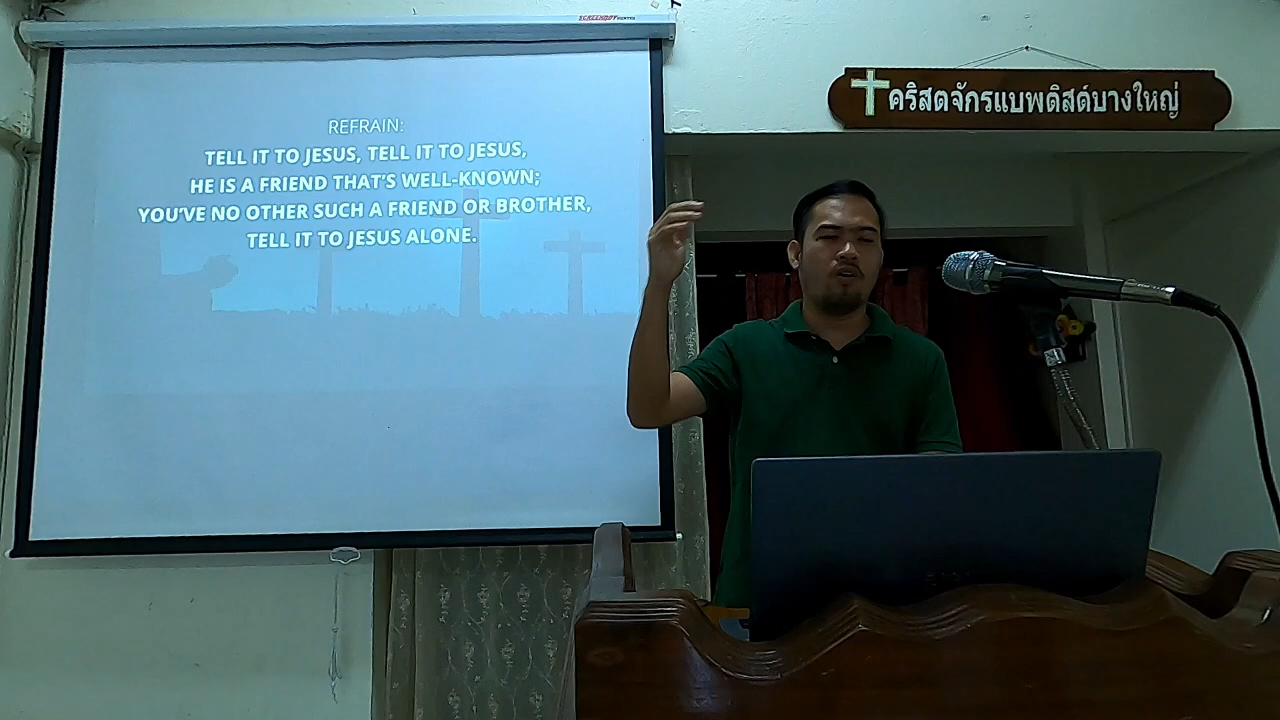 REFRAIN:
TELL IT TO JESUS, TELL IT TO JESUS,
HE IS A FRIEND THAT'S WELL-KNOWN;
YOU'VE NO OTHER SUCH A FRIEND OR BROTHER,
TELL IT TO JESUS ALONE.
คริสตจักรแบพติสต์บางใหญ่